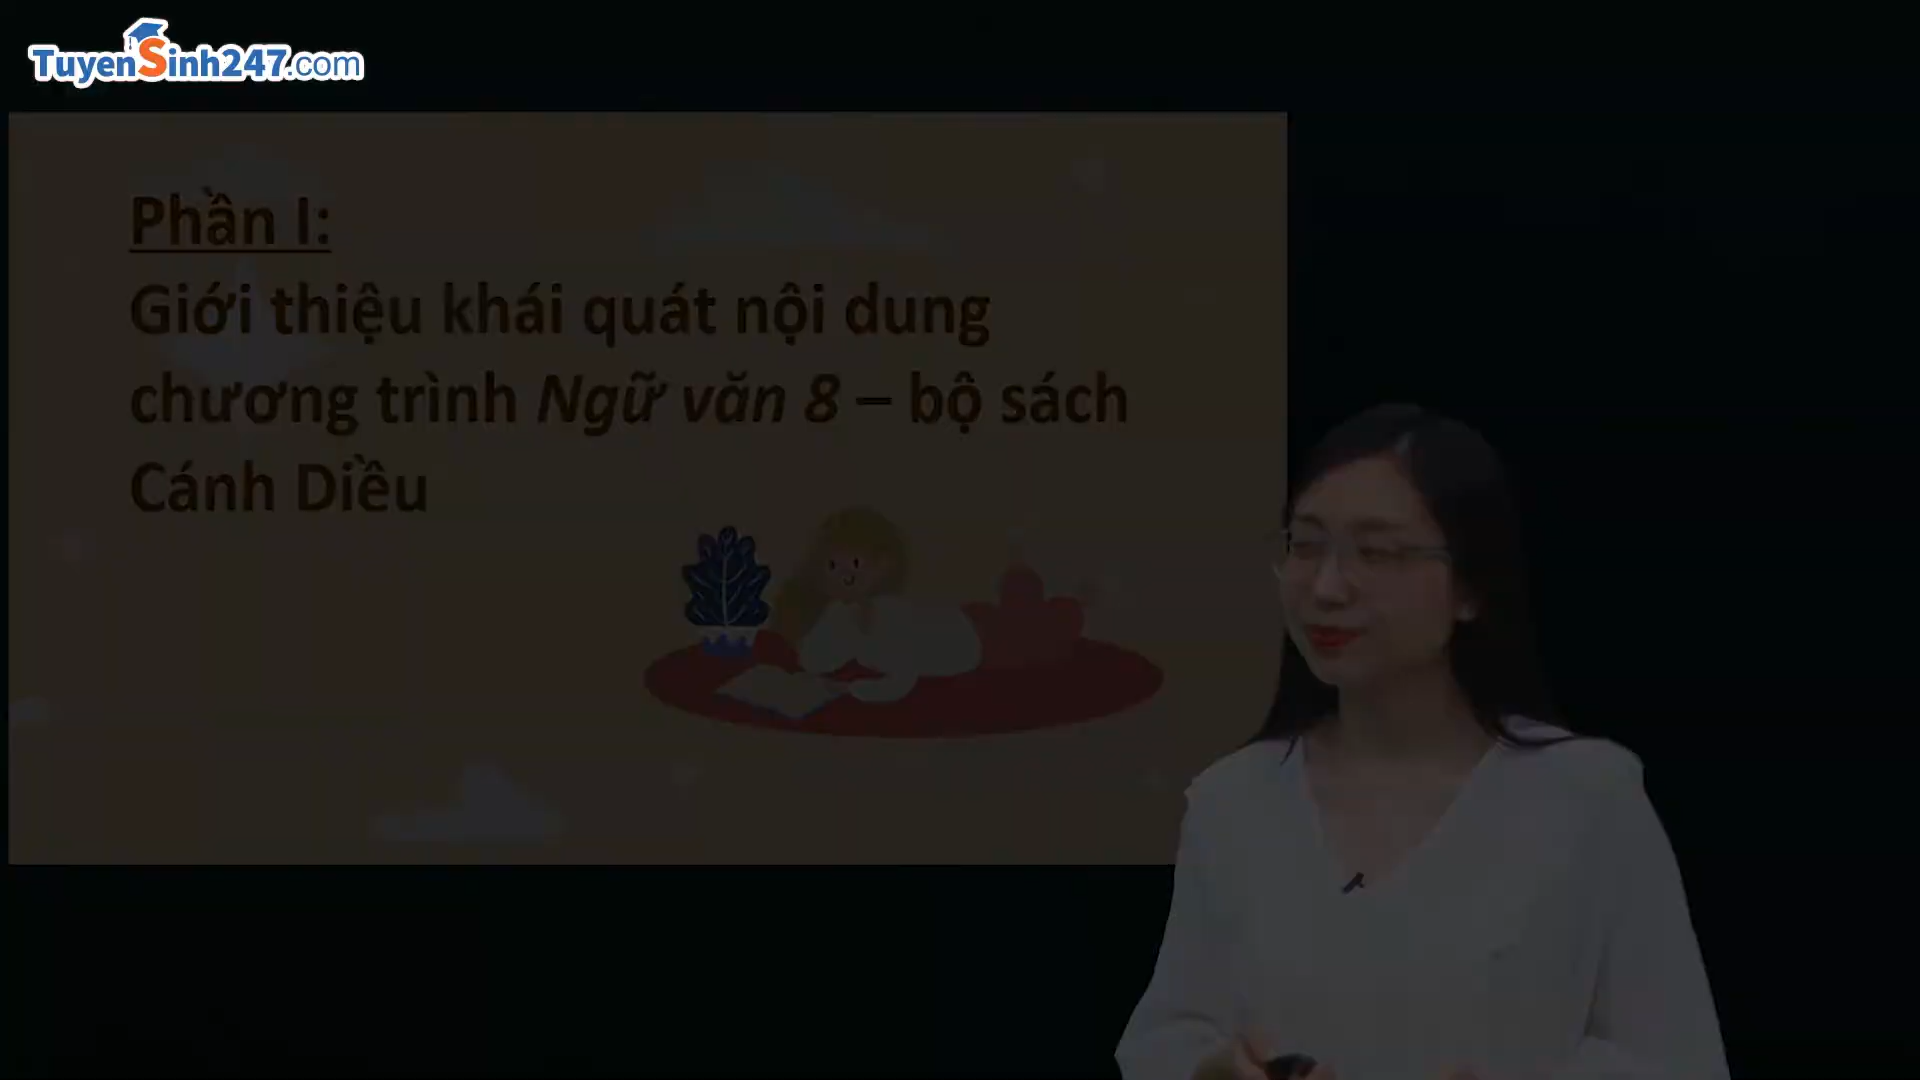 TuyenSinh247.com
Phần I:
Giới thiệu khái quát nội dung
chương trình Ngữ văn 8 – bộ sách
Cánh Diều